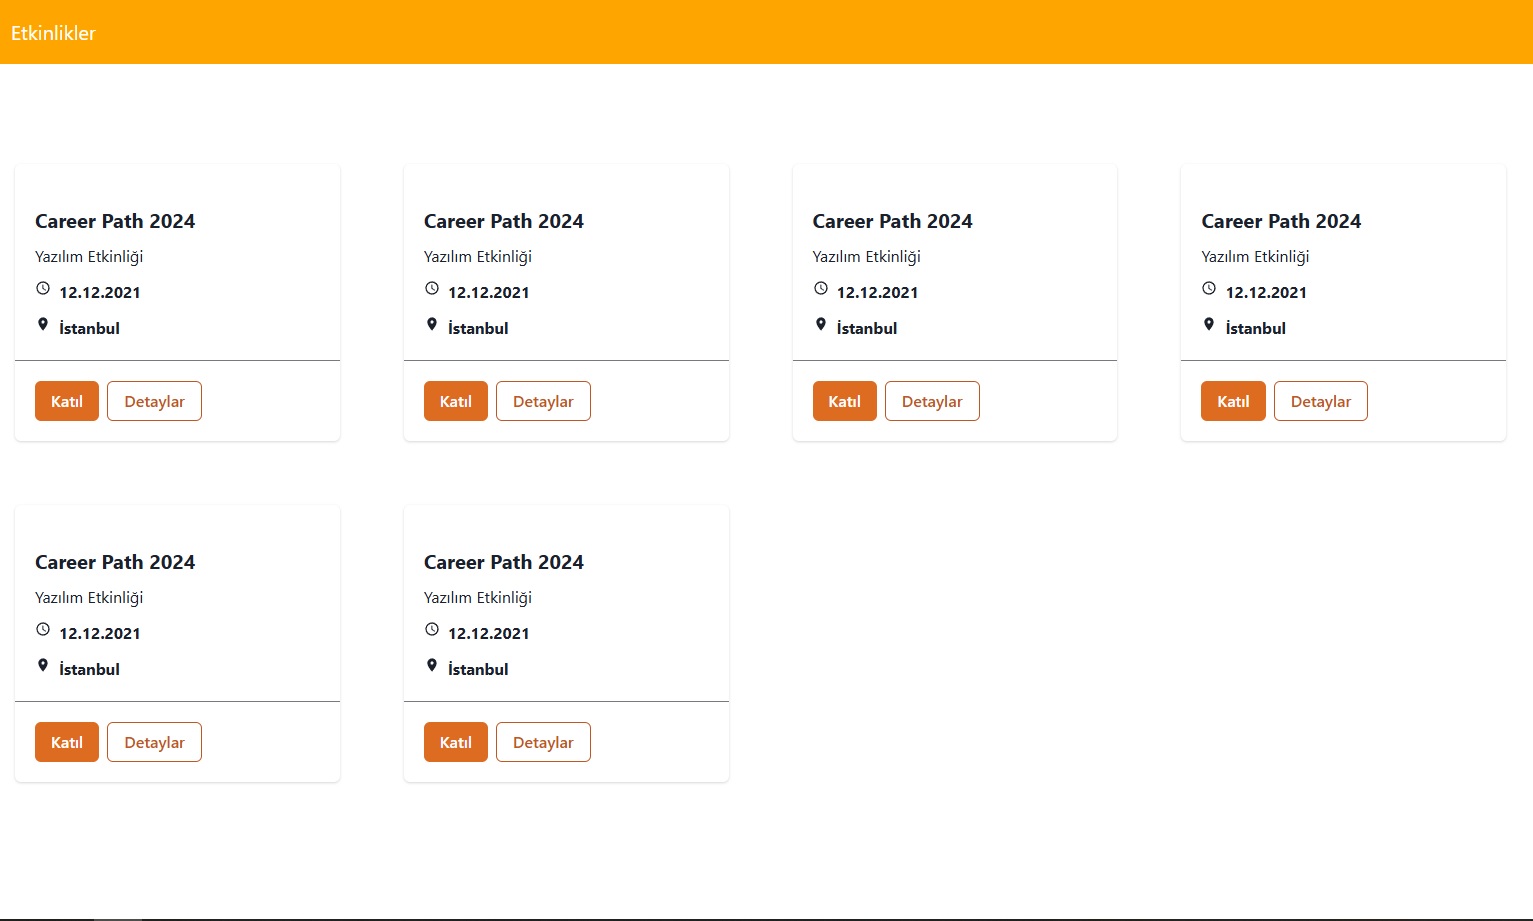 Etkinlikler
Career Path 2024
Yazılım Etkinliği
12.12.2021
İstanbul
Katıl
Detaylar
Career Path 2024
Yazılım Etkinliği
12.12.2021
İstanbul
Katıl
Detaylar
Career Path 2024
Yazılım Etkinliği
12.12.2021
İstanbul
Katıl
Detaylar
Career Path 2024
Yazılım Etkinliği
12.12.2021
İstanbul
Katıl
Detaylar
Career Path 2024
Yazılım Etkinliği
12.12.2021
İstanbul
Katıl
Detaylar
Career Path 2024
Yazılım Etkinliği
12.12.2021
İstanbul
Katıl
Detaylar